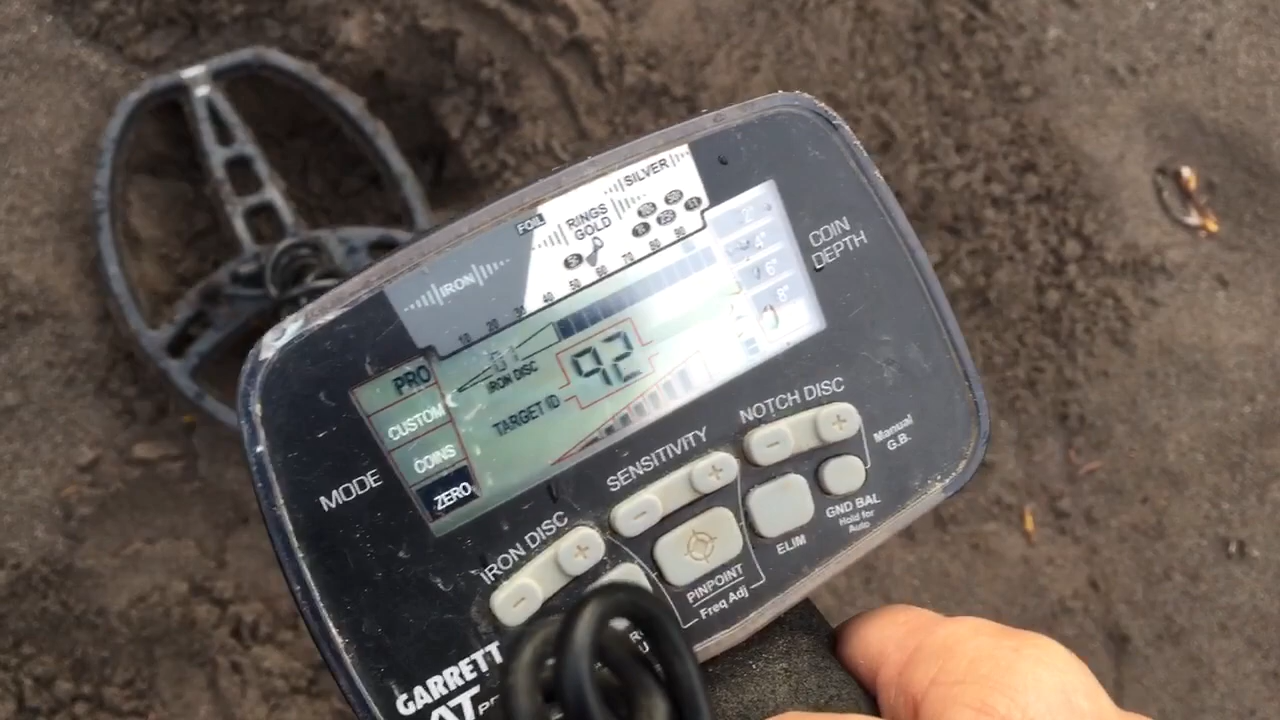 SILVER
FOIL
RINGS
GOLD
IRON
10 20 30 40 50 60 70 80 90
2"
4"
6"
8"
COIN
DEPTH
IRON DISC
TARGET ID
92
PRO
CUSTOM
COINS
ZERO
MODE
NOTCH DISC
SENSITIVITY
IRON DISC
- +
- +
- +
Manual
G.B.
GND BAL
Hold for
Auto
ELIM
PINPOINT
Freq Adj
GARRETT
AT